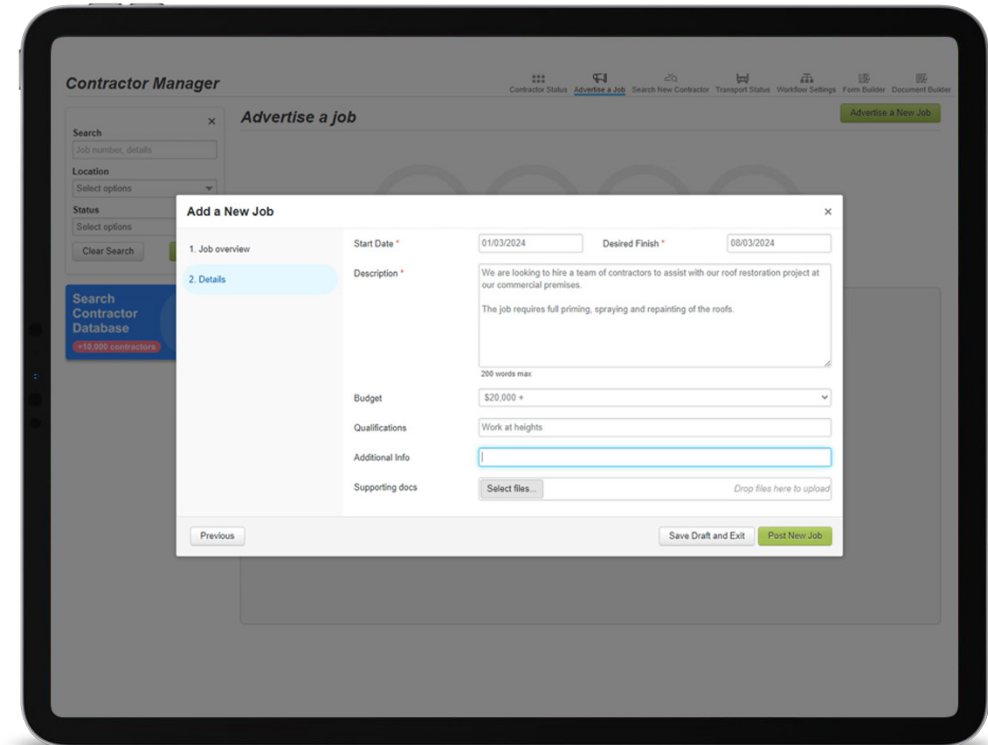 Contractor Manager
Contractor Status
Advertise a Job
Search New Contractor
Transport Status
Workflow Settings
Form Builder
Document Builder
Advertise a job
Advertise a New Job
×
Search
Job number, details
Location
Select options
Status
Select options
Clear Search
Search
Contractor
Database
+10,000 contractors
Add a New Job
×
1. Job overview
2. Details
Start Date *
01/03/2024
Desired Finish *
08/03/2024
Description *
We are looking to hire a team of contractors to assist with our roof restoration project at
our commercial premises.
The job requires full priming, spraying and repainting of the roofs.
200 words max
Budget
$20,000 +
Qualifications
Work at heights
Additional Info
Supporting docs
Select files...
Drop files here to upload
Previous
Save Draft and Exit
Post New Job